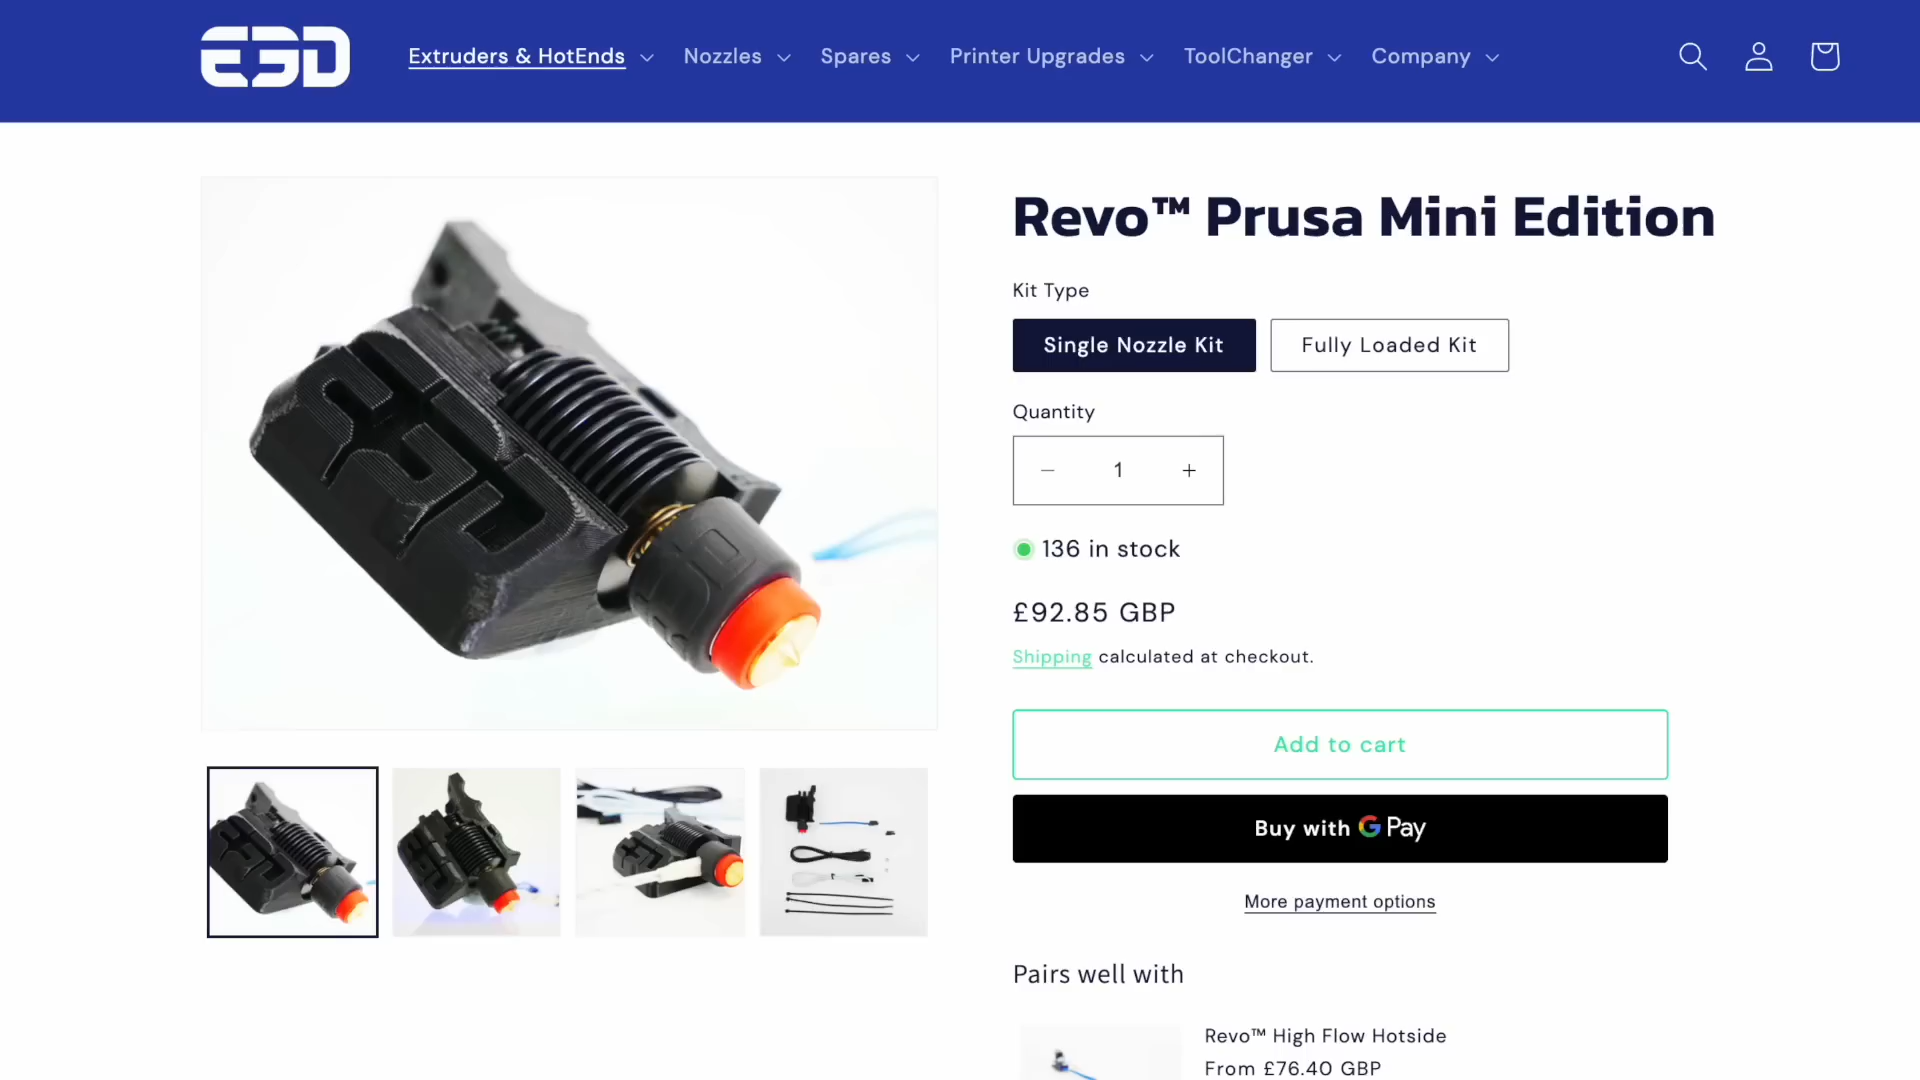 E3D
Extruders & HotEnds
Nozzles
Spares
Printer Upgrades
ToolChanger
Company
Revo™ Prusa Mini Edition
Kit Type
Single Nozzle Kit
Fully Loaded Kit
Quantity
− 1 +
136 in stock
£92.85 GBP
Shipping calculated at checkout.
Add to cart
Buy with G Pay
More payment options
Pairs well with
Revo™ High Flow Hotside
From £76.40 GBP